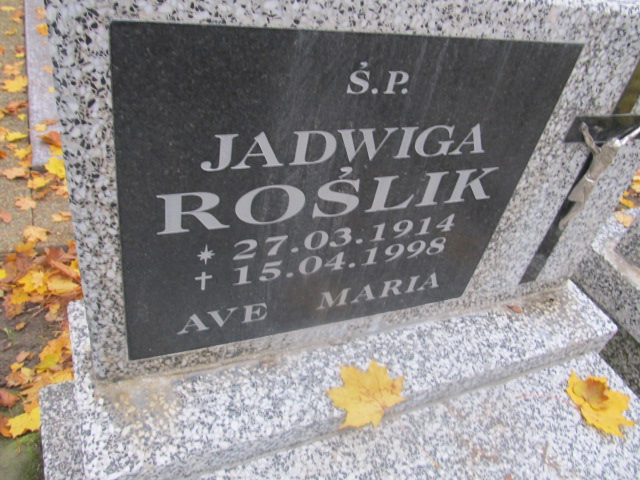 Ś.P.
JADWIGA
ROŚLIK
* 27.03.1914
† 15.04.1998
AVE MARIA